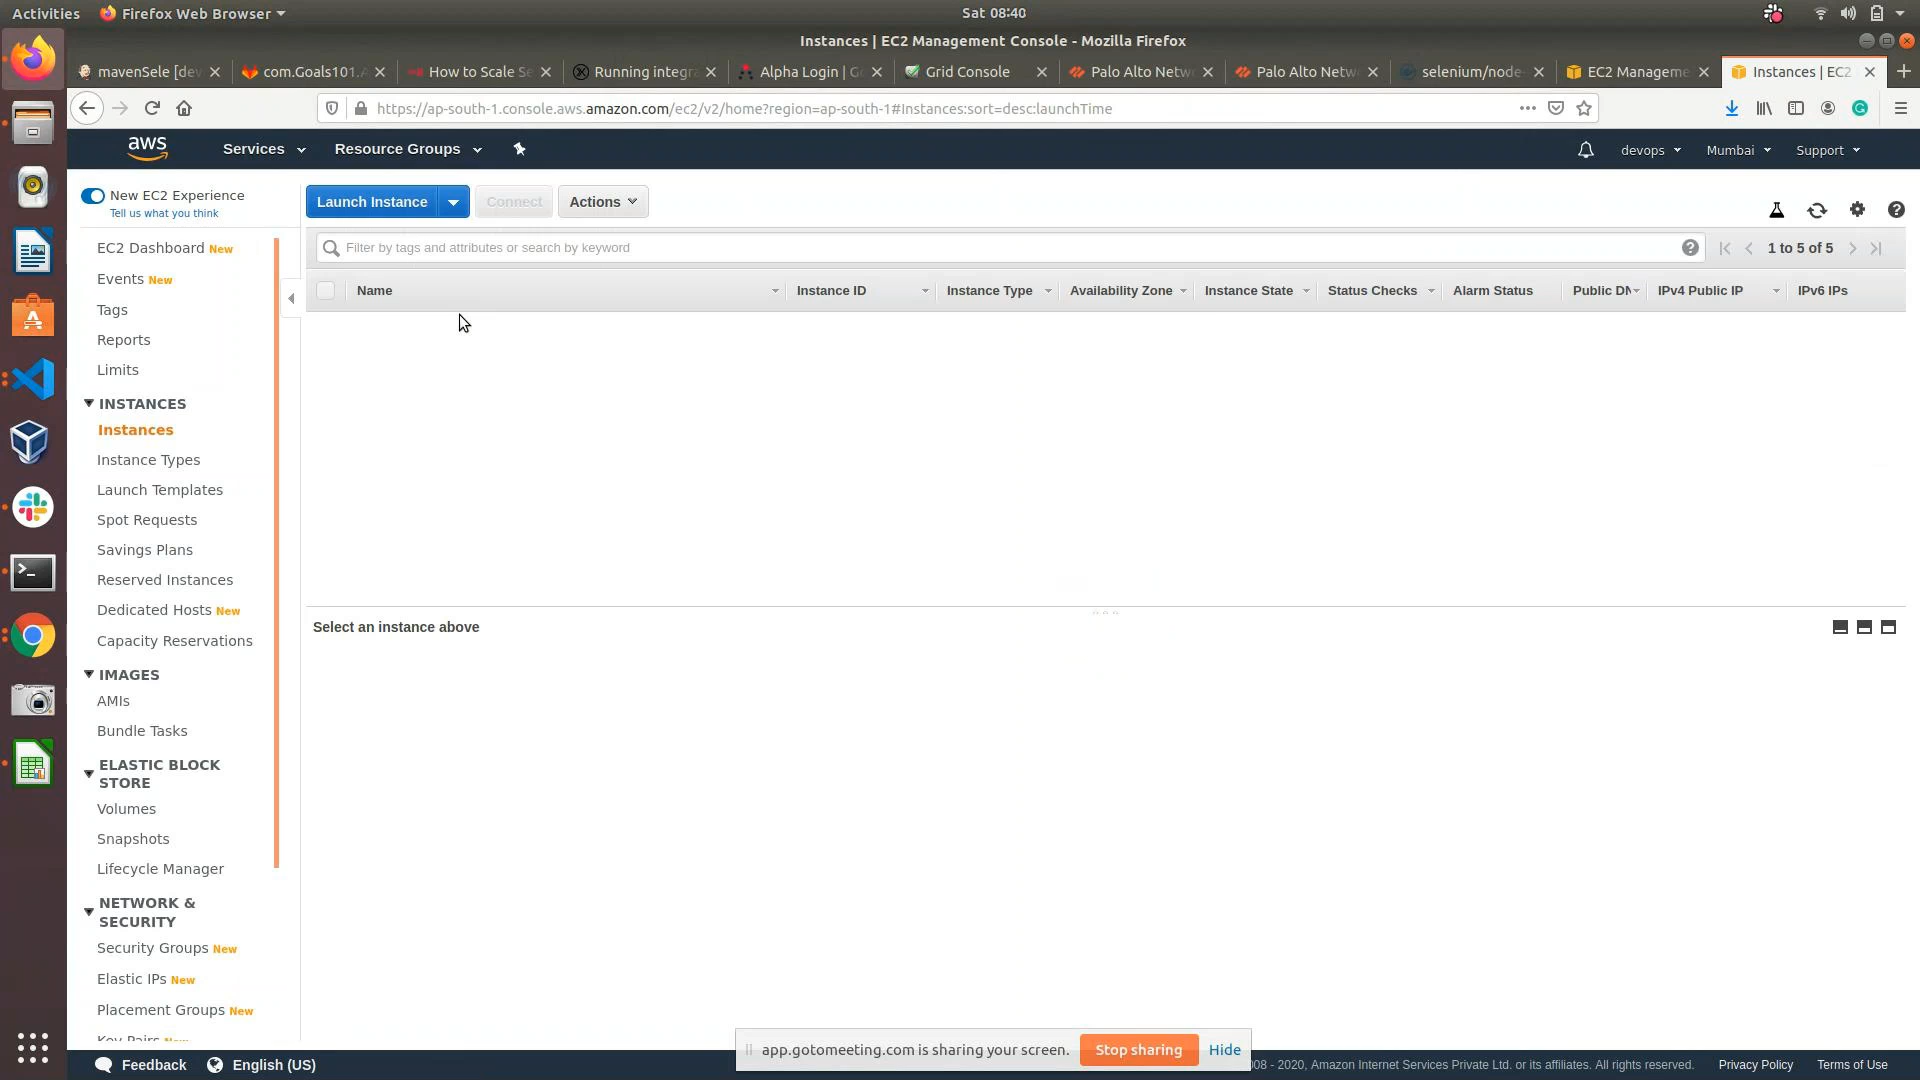 Activities
Firefox Web Browser
Sat 08:40
Instances | EC2 Management Console - Mozilla Firefox
mavenSele [dev
com.Goals101.A
How to Scale Se
Running integra
Alpha Login | Go
Grid Console
Palo Alto Netw
Palo Alto Netw
selenium/node-
EC2 Manageme
Instances | EC2
https://ap-south-1.console.aws.amazon.com/ec2/v2/home?region=ap-south-1#Instances:sort=desc:launchTime
aws
Services
Resource Groups
devops
Mumbai
Support
New EC2 Experience
Tell us what you think
Launch Instance
Connect
Actions
Filter by tags and attributes or search by keyword
1 to 5 of 5
Name
Instance ID
Instance Type
Availability Zone
Instance State
Status Checks
Alarm Status
Public DN
IPv4 Public IP
IPv6 IPs
EC2 Dashboard New
Events New
Tags
Reports
Limits
INSTANCES
Instances
Instance Types
Launch Templates
Spot Requests
Savings Plans
Reserved Instances
Dedicated Hosts New
Capacity Reservations
IMAGES
AMIs
Bundle Tasks
ELASTIC BLOCK
STORE
Volumes
Snapshots
Lifecycle Manager
NETWORK &
SECURITY
Security Groups New
Elastic IPs New
Placement Groups New
Key Pairs New
Select an instance above
app.gotomeeting.com is sharing your screen.
Stop sharing
Hide
Feedback
English (US)
08 - 2020, Amazon Internet Services Private Ltd. or its affiliates. All rights reserved.
Privacy Policy
Terms of Use